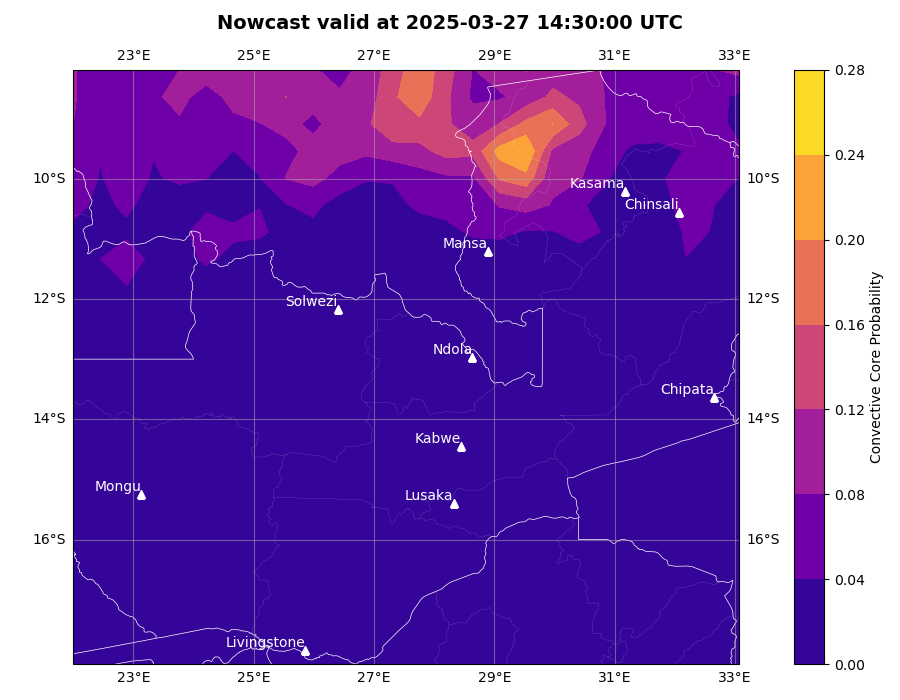 Nowcast valid at 2025-03-27 14:30:00 UTC
23°E 25°E 27°E 29°E 31°E 33°E
0.28
0.24
10°S 10°S
Kasama
Chinsali
0.20
Mansa
12°S 12°S
Solwezi
0.16
Ndola
Chipata
0.12
14°S 14°S
Kabwe
Convective Core Probability
Mongu
Lusaka
0.08
16°S 16°S
0.04
Livingstone
0.00
23°E 25°E 27°E 29°E 31°E 33°E